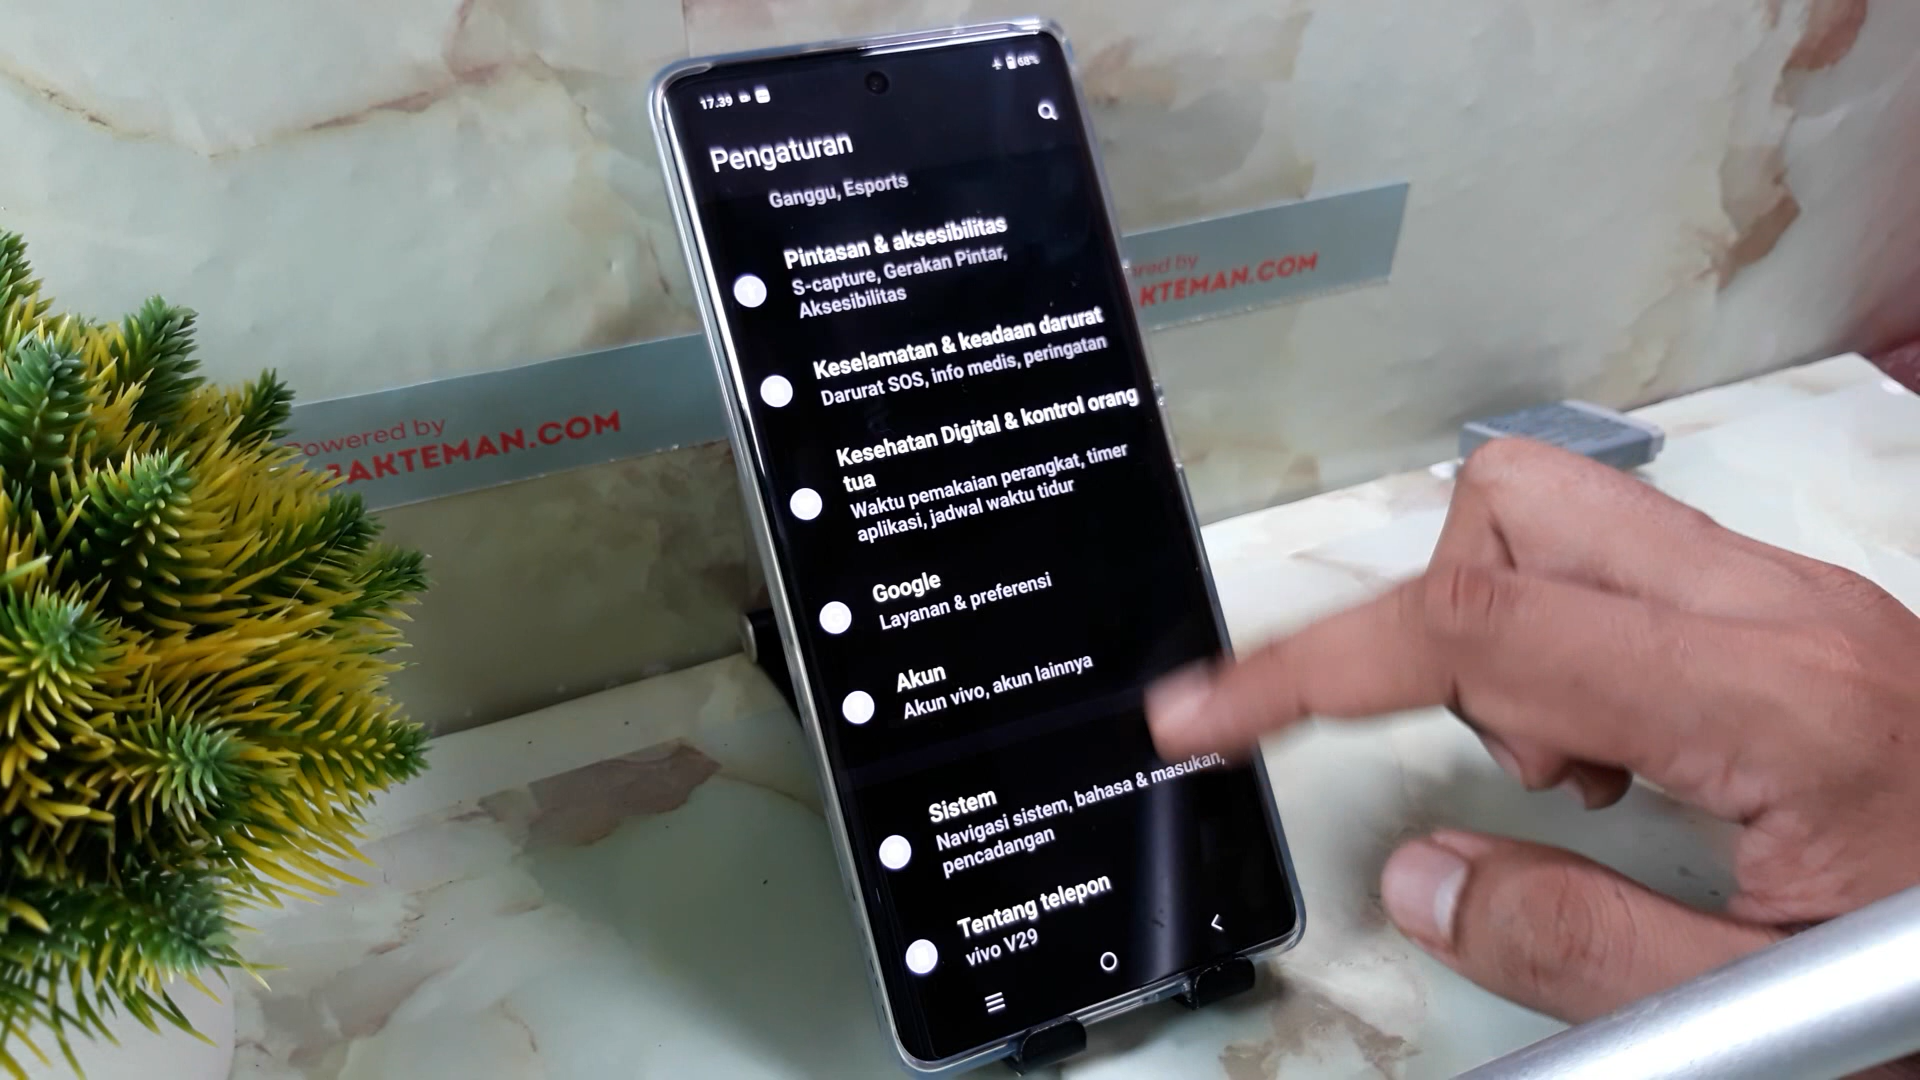 17.39
68%
Pengaturan
Ganggu, Esports
Pintasan & aksesibilitas
S-capture, Gerakan Pintar,
Aksesibilitas
Keselamatan & keadaan darurat
Darurat SOS, info medis, peringatan
Kesehatan Digital & kontrol orang
tua
Waktu pemakaian perangkat, timer
aplikasi, jadwal waktu tidur
Google
Layanan & preferensi
Akun
Akun vivo, akun lainnya
Sistem
Navigasi sistem, bahasa & masukan,
pencadangan
Tentang telepon
vivo V29
Powered by
AKTEMAN.COM
ered by
KTEMAN.COM